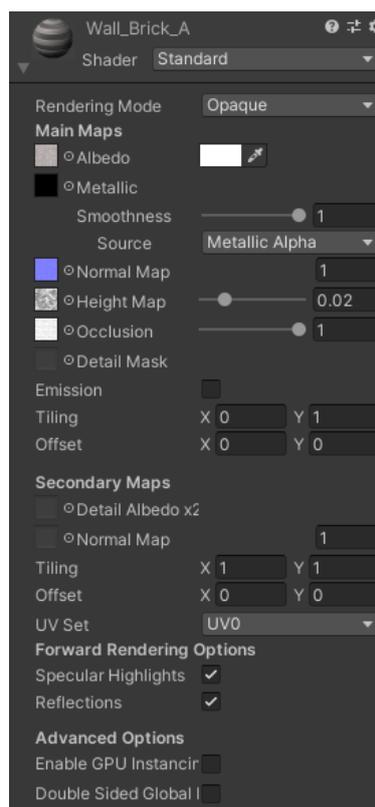 Wall_Brick_A
Shader Standard
Rendering Mode Opaque
Main Maps
Albedo
Metallic
Smoothness 1
Source Metallic Alpha
Normal Map 1
Height Map 0.02
Occlusion 1
Detail Mask
Emission
Tiling X 0 Y 1
Offset X 0 Y 0
Secondary Maps
Detail Albedo x2
Normal Map 1
Tiling X 1 Y 1
Offset X 0 Y 0
UV Set UV0
Forward Rendering Options
Specular Highlights
Reflections
Advanced Options
Enable GPU Instancin
Double Sided Global I